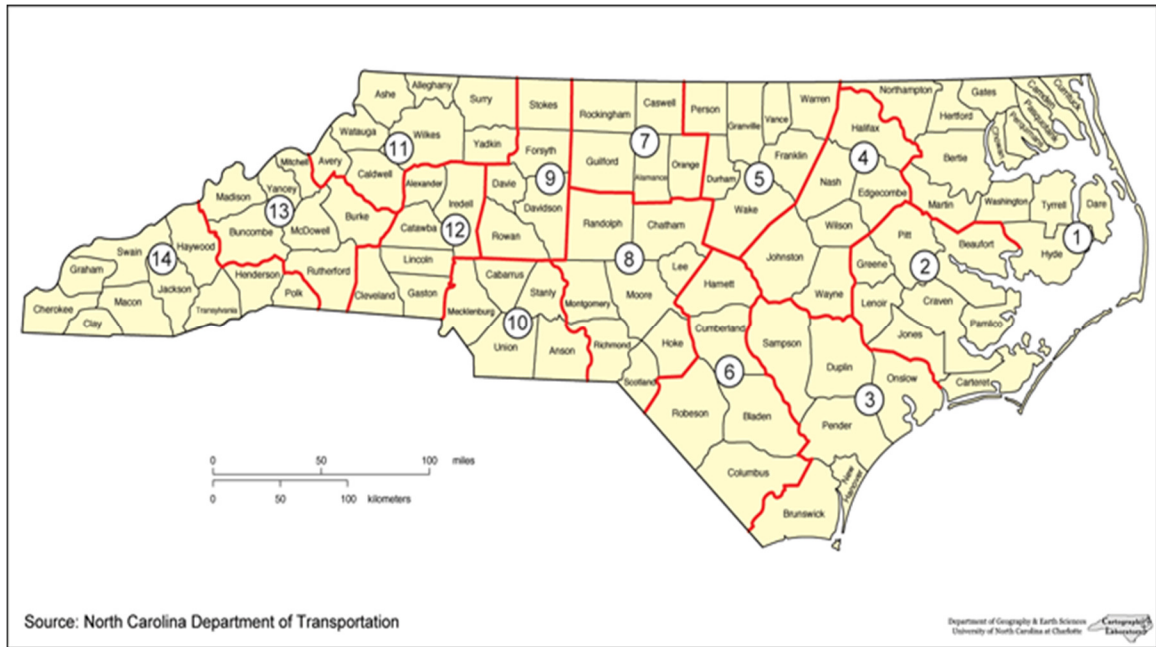 Ashe
Alleghany
Surry
Stokes
Rockingham
Caswell
Person
Granville
Vance
Warren
Northampton
Gates
Camden
Currituck
Pasquotank
Perquimans
Chowan
Hertford
Halifax
Watauga
Wilkes
Yadkin
Forsyth
Guilford
Alamance
Orange
Durham
Franklin
Nash
Edgecombe
Bertie
Martin
Washington
Tyrrell
Dare
11
7
4
5
9
Mitchell
Avery
Caldwell
Alexander
Iredell
Davie
Davidson
Madison
Yancey
13
Burke
McDowell
Buncombe
Catawba
12
Rowan
Randolph
Chatham
Wake
Wilson
Pitt
Beaufort
Hyde
1
Swain
14
Haywood
Graham
Jackson
Henderson
Rutherford
Polk
Lincoln
Cleveland
Gaston
Cabarrus
Stanly
8
Lee
Johnston
Greene
2
Wayne
Lenoir
Craven
Pamlico
Cherokee
Macon
Clay
Transylvania
Mecklenburg
10
Union
Anson
Montgomery
Moore
Harnett
Richmond
Hoke
Cumberland
Sampson
Duplin
Jones
Onslow
Carteret
Scotland
6
3
Robeson
Bladen
Pender
Columbus
New
Hanover
Brunswick
0 50 100 miles
0 50 100 kilometers
Source: North Carolina Department of Transportation
Department of Geography & Earth Sciences
University of North Carolina at Charlotte
Cartography
Laboratory